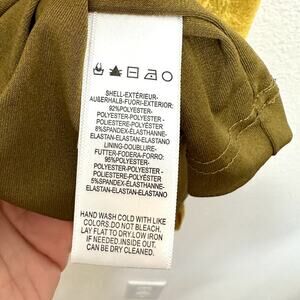 SHELL-EXTÉRIEUR-
AUßERHALB-FUORI-EXTERIOR:
92%POLYESTER-
POLYESTER-POLYESTER-
POLIESTERE-POLYESTER
8%SPANDEX-ÉLASTHANNE-
ELASTAN-ELASTAN-ELASTANO
LINING-DOUBLURE-
FUTTER-FODERA-FORRO:
95%POLYESTER-
POLYESTER-POLYESTER-
POLIESTERE-POLYESTER
5%SPANDEX-ÉLASTHANNE-
ELASTAN-ELASTAN-ELASTANO
HAND WASH COLD WITH LIKE
COLORS.DO NOT BLEACH.
LAY FLAT TO DRY.LOW IRON
IF NEEDED.INSIDE OUT.
CAN BE DRY CLEANED.